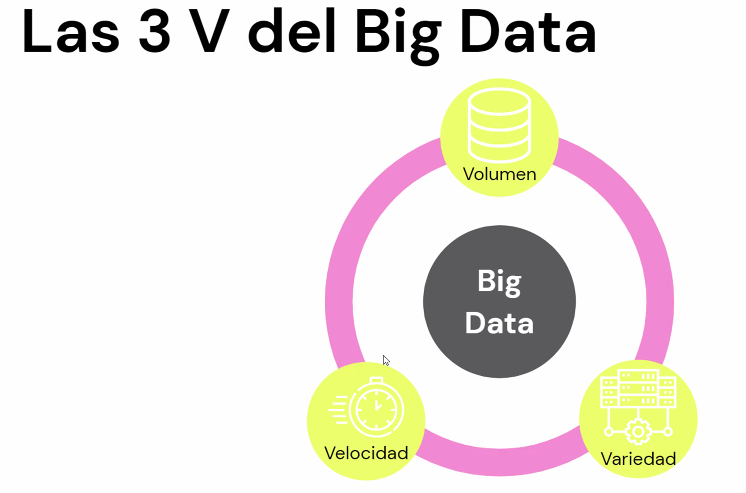 Las 3 V del Big Data
Volumen
Big
Data
Velocidad
Variedad